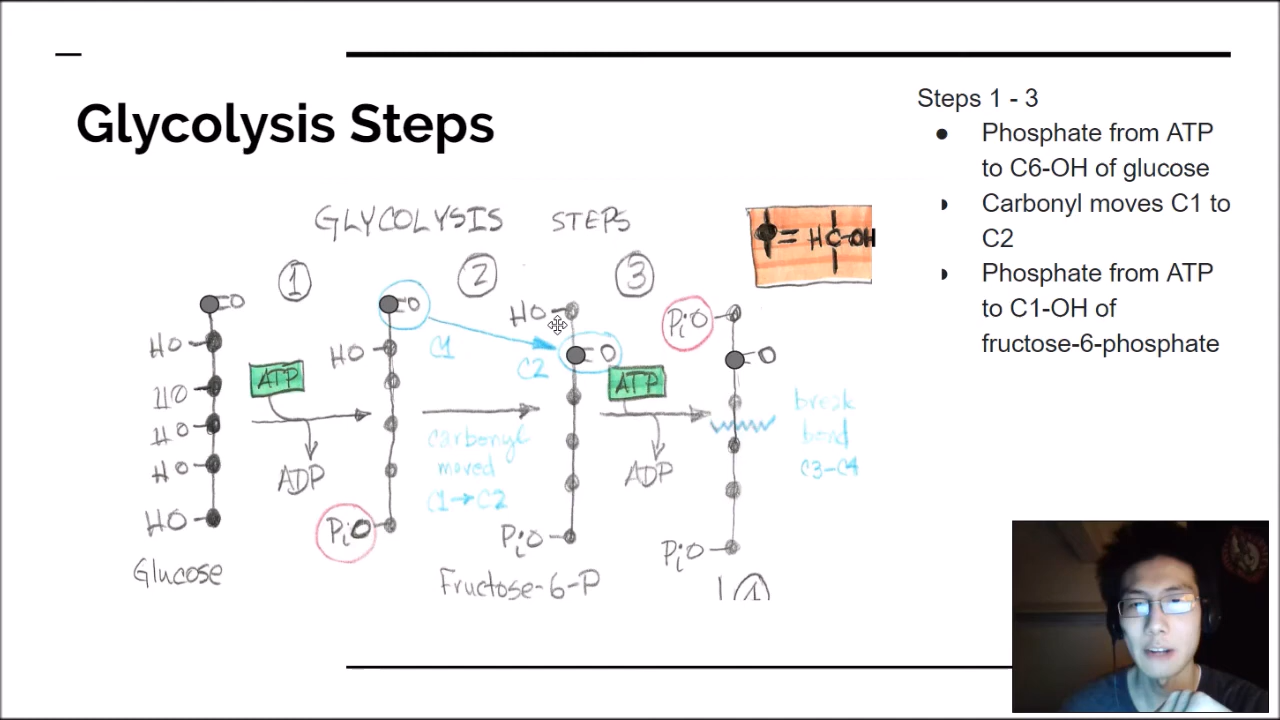 Glycolysis Steps
Steps 1 - 3
● Phosphate from ATP
to C6-OH of glucose
Carbonyl moves C1 to
C2
Phosphate from ATP
to C1-OH of
fructose-6-phosphate
GLYCOLYSIS STEPS
= HC-OH
1
2
3
=O
HO
HO
HO
HO
HO
Glucose
ATP
ADP
=O
HO
PiO
C1
C2
carbonyl
moved
C1→C2
HO
=O
PiO
Fructose-6-P
ATP
ADP
PiO
=O
PiO
break
bond
C3-C4